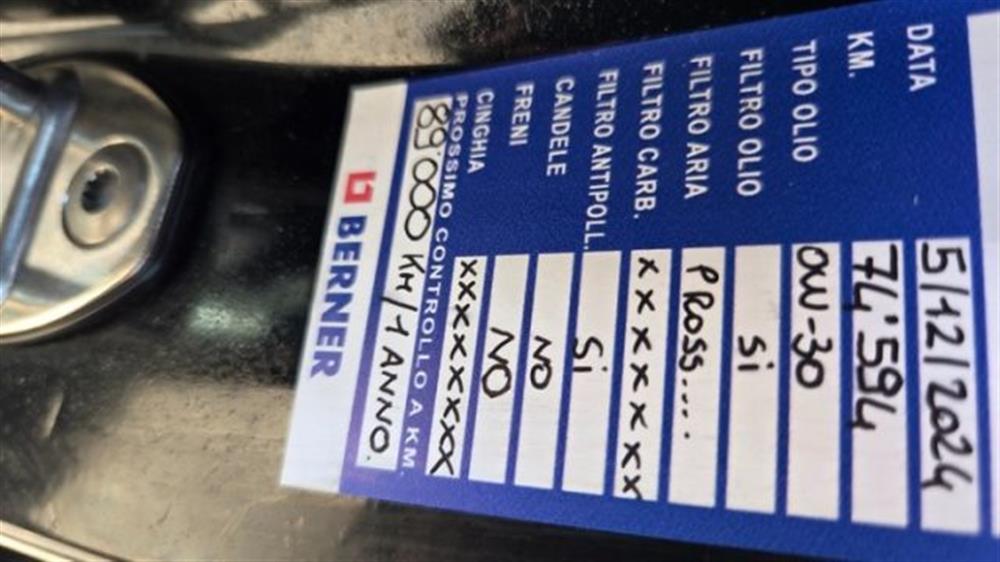 DATA 5/12/2024
KM. 74'594
TIPO OLIO 0W-30
FILTRO OLIO Si
FILTRO ARIA PROSS...
FILTRO CARB. XXXXXXX
FILTRO ANTIPOLL. Si
CANDELE NO
FRENI NO
CINGHIA XXXXXXXX
PROSSIMO CONTROLLO A KM.
89'000 KM/1 ANNO.
BERNER